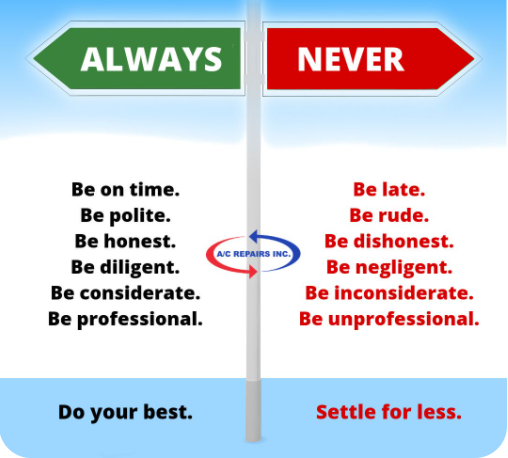 ALWAYS
NEVER
Be on time.
Be polite.
Be honest.
Be diligent.
Be considerate.
Be professional.
A/C REPAIRS INC.
Be late.
Be rude.
Be dishonest.
Be negligent.
Be inconsiderate.
Be unprofessional.
Do your best.
Settle for less.